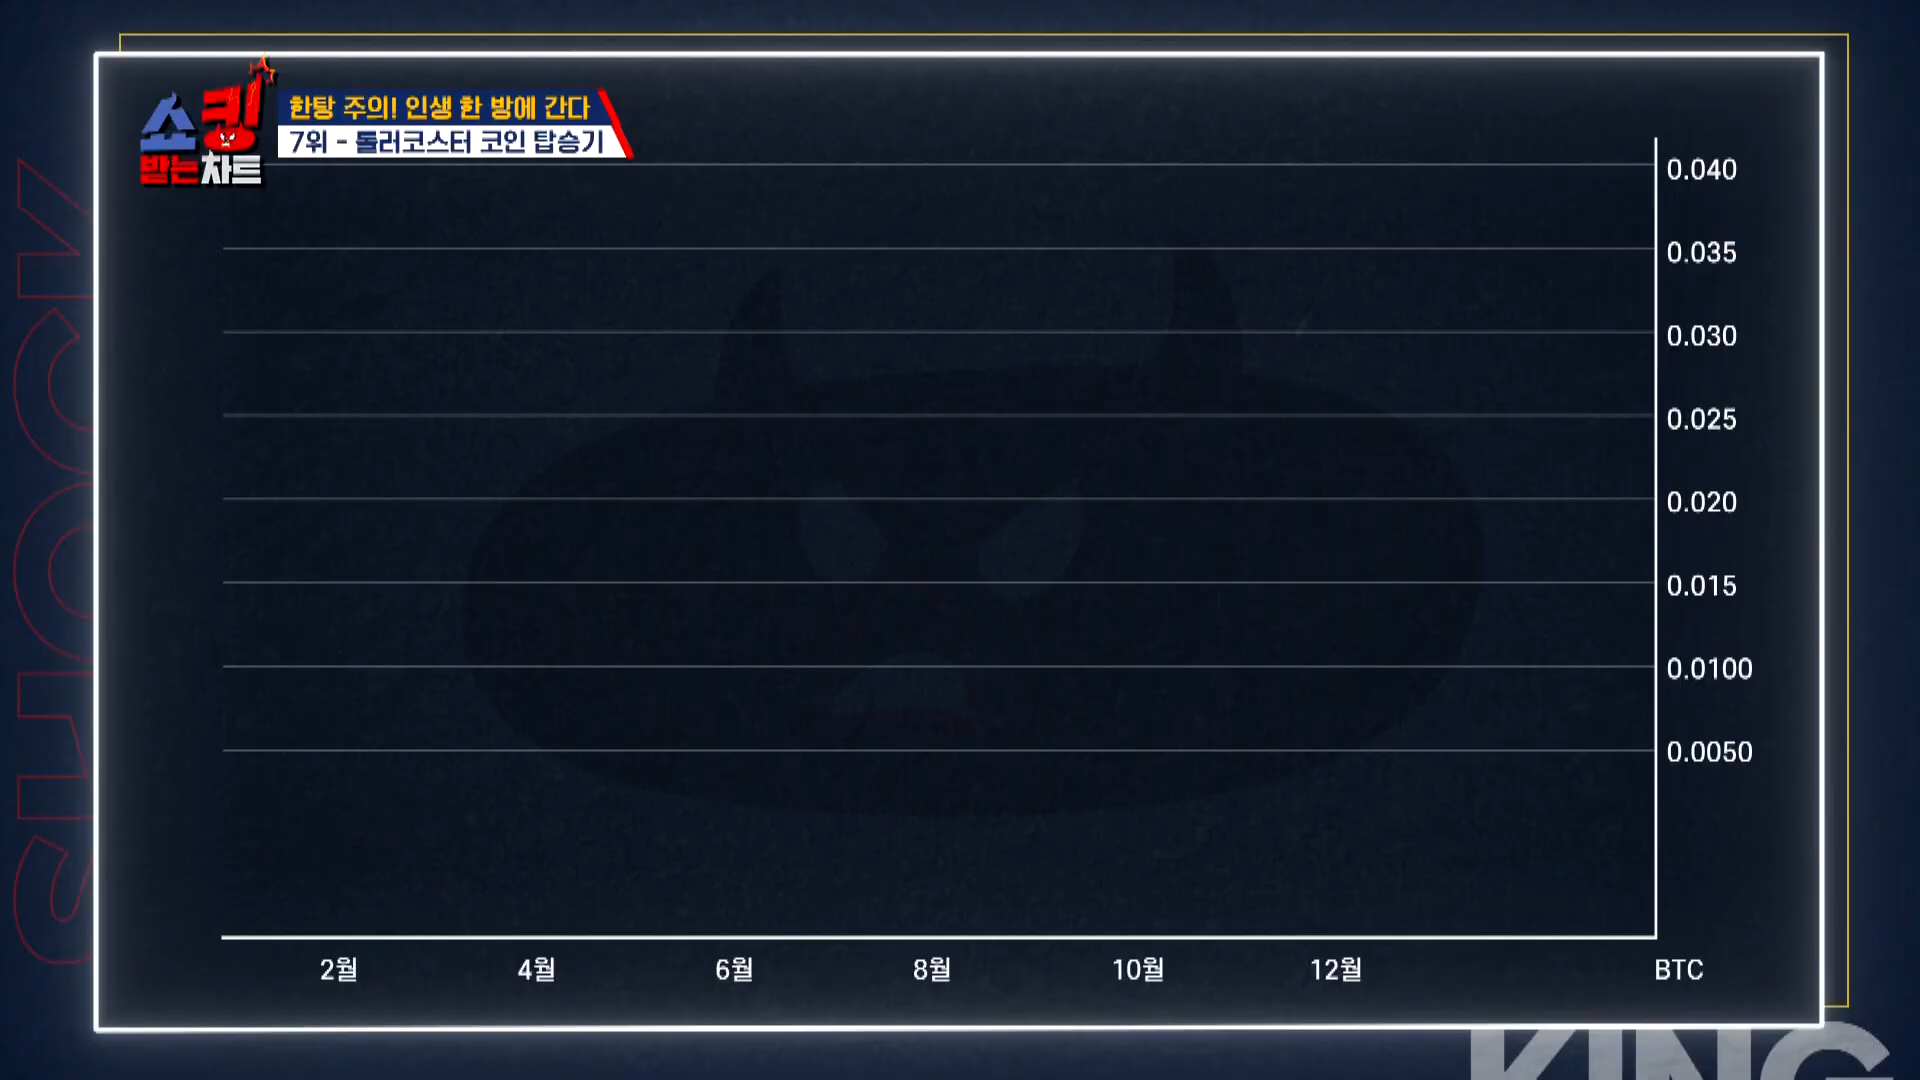 쇼킹
받는차트
한탕 주의! 인생 한 방에 간다
7위 - 돌러코스터 코인 탑승기
0.040
0.035
0.030
0.025
0.020
0.015
0.0100
0.0050
2월 4월 6월 8월 10월 12월 BTC
SHOCK
KING